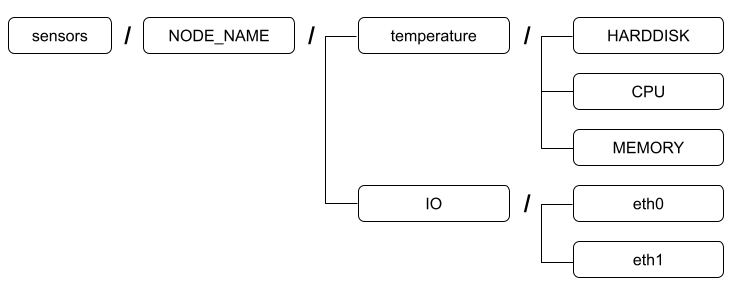 sensors / NODE_NAME / temperature / HARDDISK
CPU
MEMORY
IO / eth0
eth1